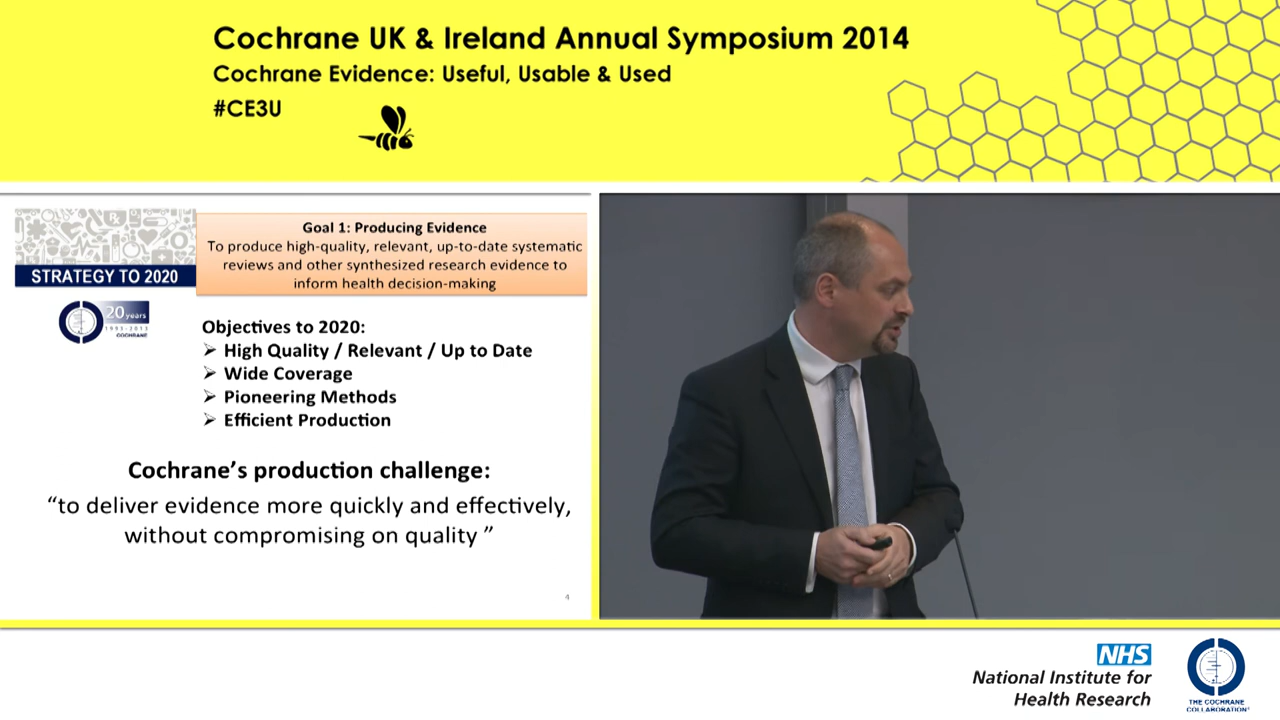 Cochrane UK & Ireland Annual Symposium 2014
Cochrane Evidence: Useful, Usable & Used
#CE3U
STRATEGY TO 2020
20 years
1993-2013
COCHRANE
Goal 1: Producing Evidence
To produce high-quality, relevant, up-to-date systematic
reviews and other synthesized research evidence to
inform health decision-making
Objectives to 2020:
➢ High Quality / Relevant / Up to Date
➢ Wide Coverage
➢ Pioneering Methods
➢ Efficient Production
Cochrane’s production challenge:
“to deliver evidence more quickly and effectively,
without compromising on quality ”
4
NHS
National Institute for
Health Research
THE COCHRANE
COLLABORATION®